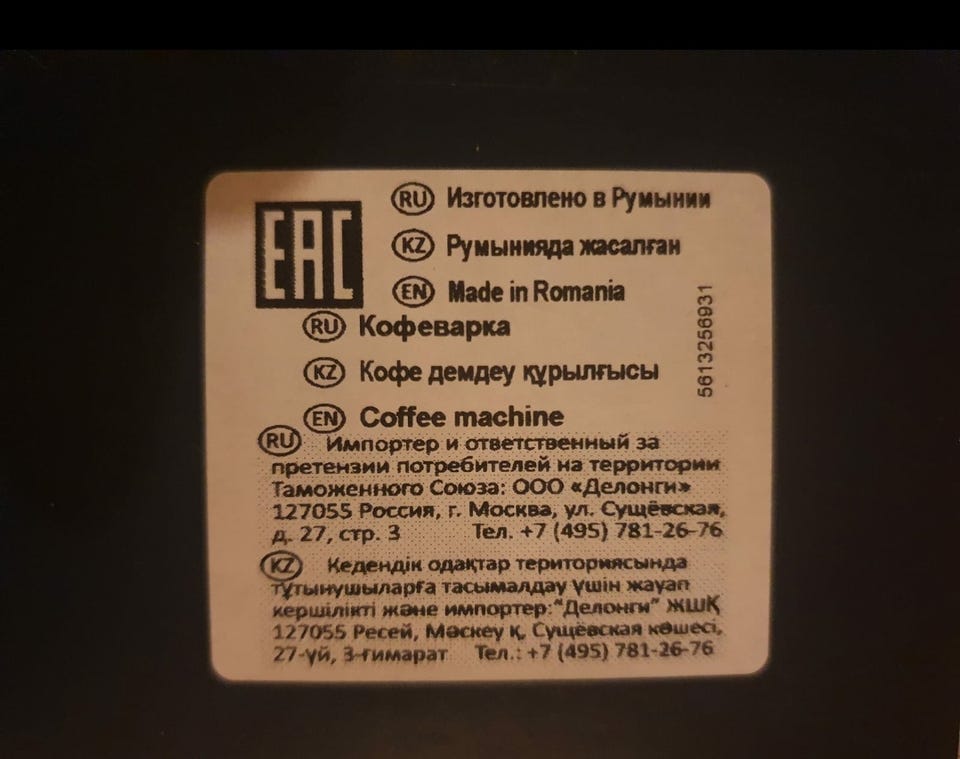 EAC
RU Изготовлено в Румынии
KZ Румынияда жасалған
EN Made in Romania
RU Кофеварка
KZ Кофе демдеу құрылғысы
EN Coffee machine
5613256931
RU Импортер и ответственный за
претензии потребителей на территории
Таможенного Союза: ООО «Делонги»
127055 Россия, г. Москва, ул. Сущёвская,
д. 27, стр. 3 Тел. +7 (495) 781-26-76
KZ Кедендік одақтар териториясында
тұтынушыларға тасымалдау үшін жауап
кершілікті және импортер:"Делонги" ЖШҚ
127055 Ресей, Мәскеу қ, Сущёвская көшесі,
27-үй, 3-ғимарат Тел.: +7 (495) 781-26-76